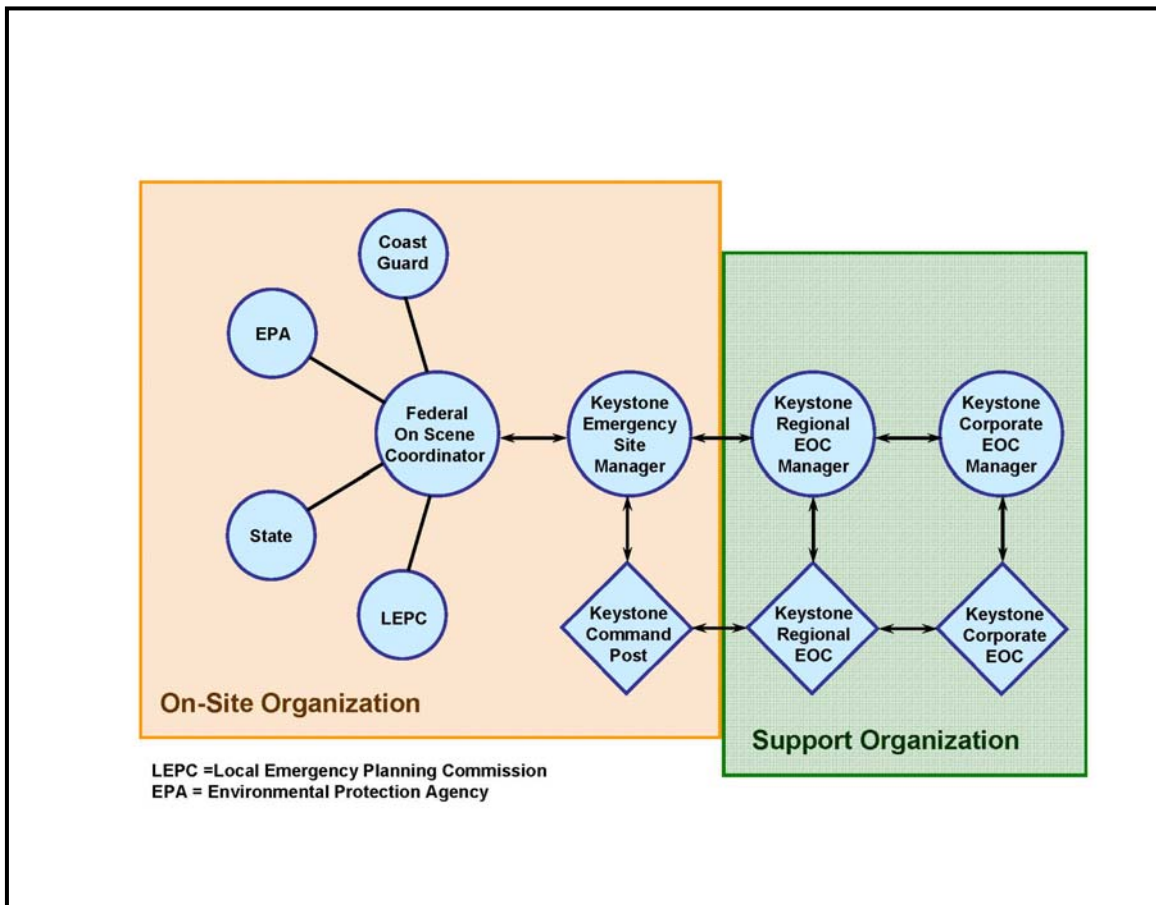 Coast
Guard
EPA
Federal
On Scene
Coordinator
State
LEPC
Keystone
Emergency
Site
Manager
Keystone
Regional
EOC
Manager
Keystone
Corporate
EOC
Manager
Keystone
Command
Post
Keystone
Regional
EOC
Keystone
Corporate
EOC
On-Site Organization
Support Organization
LEPC =Local Emergency Planning Commission
EPA = Environmental Protection Agency